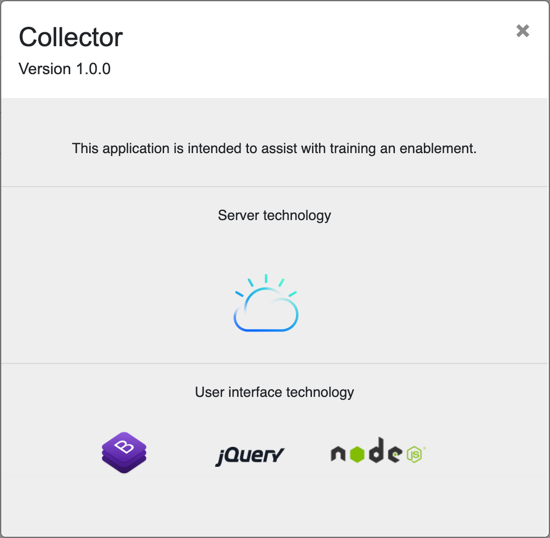 Collector
Version 1.0.0
This application is intended to assist with training an enablement.
Server technology
User interface technology
B
jQuery
node
JS